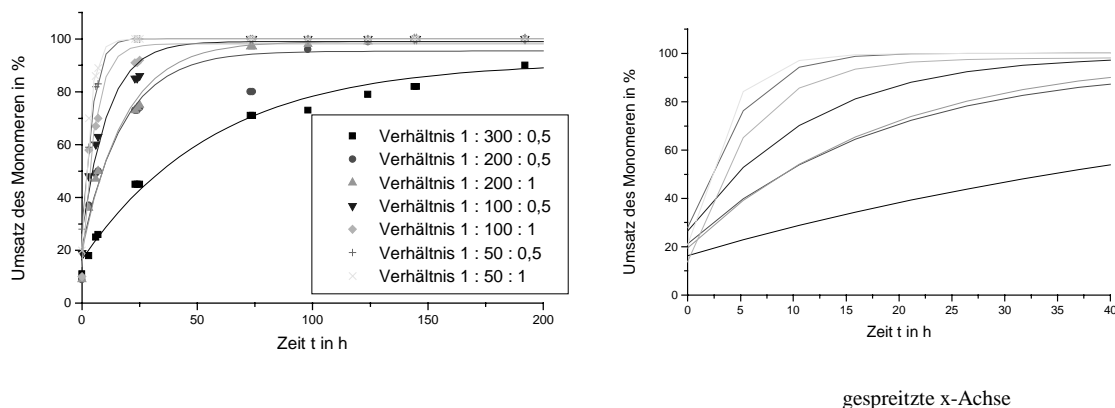 100
80
60
40
20
0
Umsatz des Monomeren in %
0 50 100 150 200
Zeit t in h
Verhältnis 1 : 300 : 0,5
Verhältnis 1 : 200 : 0,5
Verhältnis 1 : 200 : 1
Verhältnis 1 : 100 : 0,5
Verhältnis 1 : 100 : 1
Verhältnis 1 : 50 : 0,5
Verhältnis 1 : 50 : 1
100
80
60
40
20
0
Umsatz des Monomeren in %
0 5 10 15 20 25 30 35 40
Zeit t in h
gespreitzte x-Achse